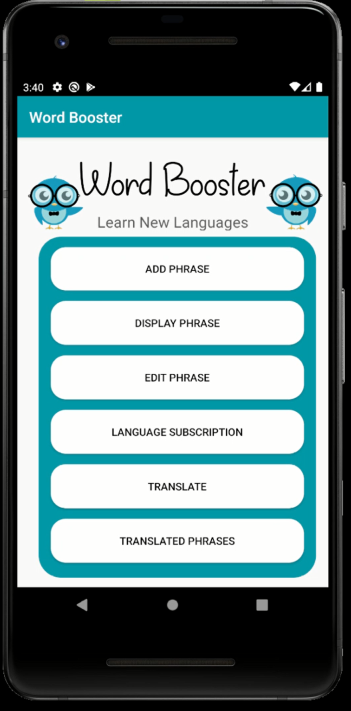 3:40
Word Booster
Word Booster
Learn New Languages
ADD PHRASE
DISPLAY PHRASE
EDIT PHRASE
LANGUAGE SUBSCRIPTION
TRANSLATE
TRANSLATED PHRASES